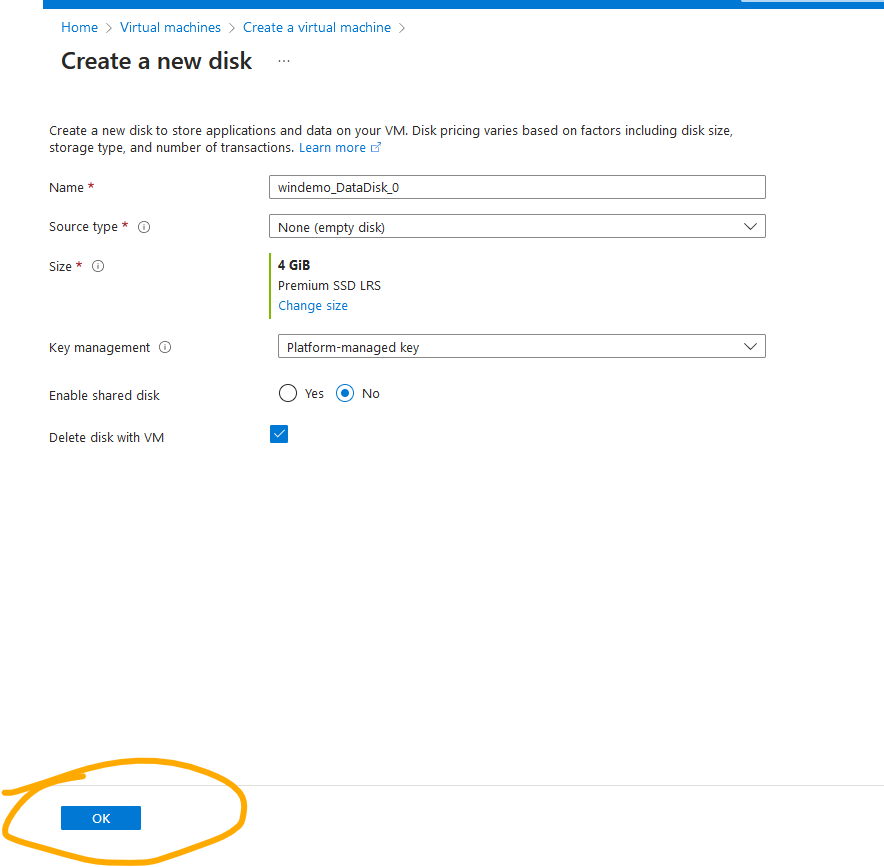 Home > Virtual machines > Create a virtual machine >
Create a new disk ...
Create a new disk to store applications and data on your VM. Disk pricing varies based on factors including disk size,
storage type, and number of transactions. Learn more
Name *
windemo_DataDisk_0
Source type *
None (empty disk)
Size *
4 GiB
Premium SSD LRS
Change size
Key management
Platform-managed key
Enable shared disk
Yes
No
Delete disk with VM
OK